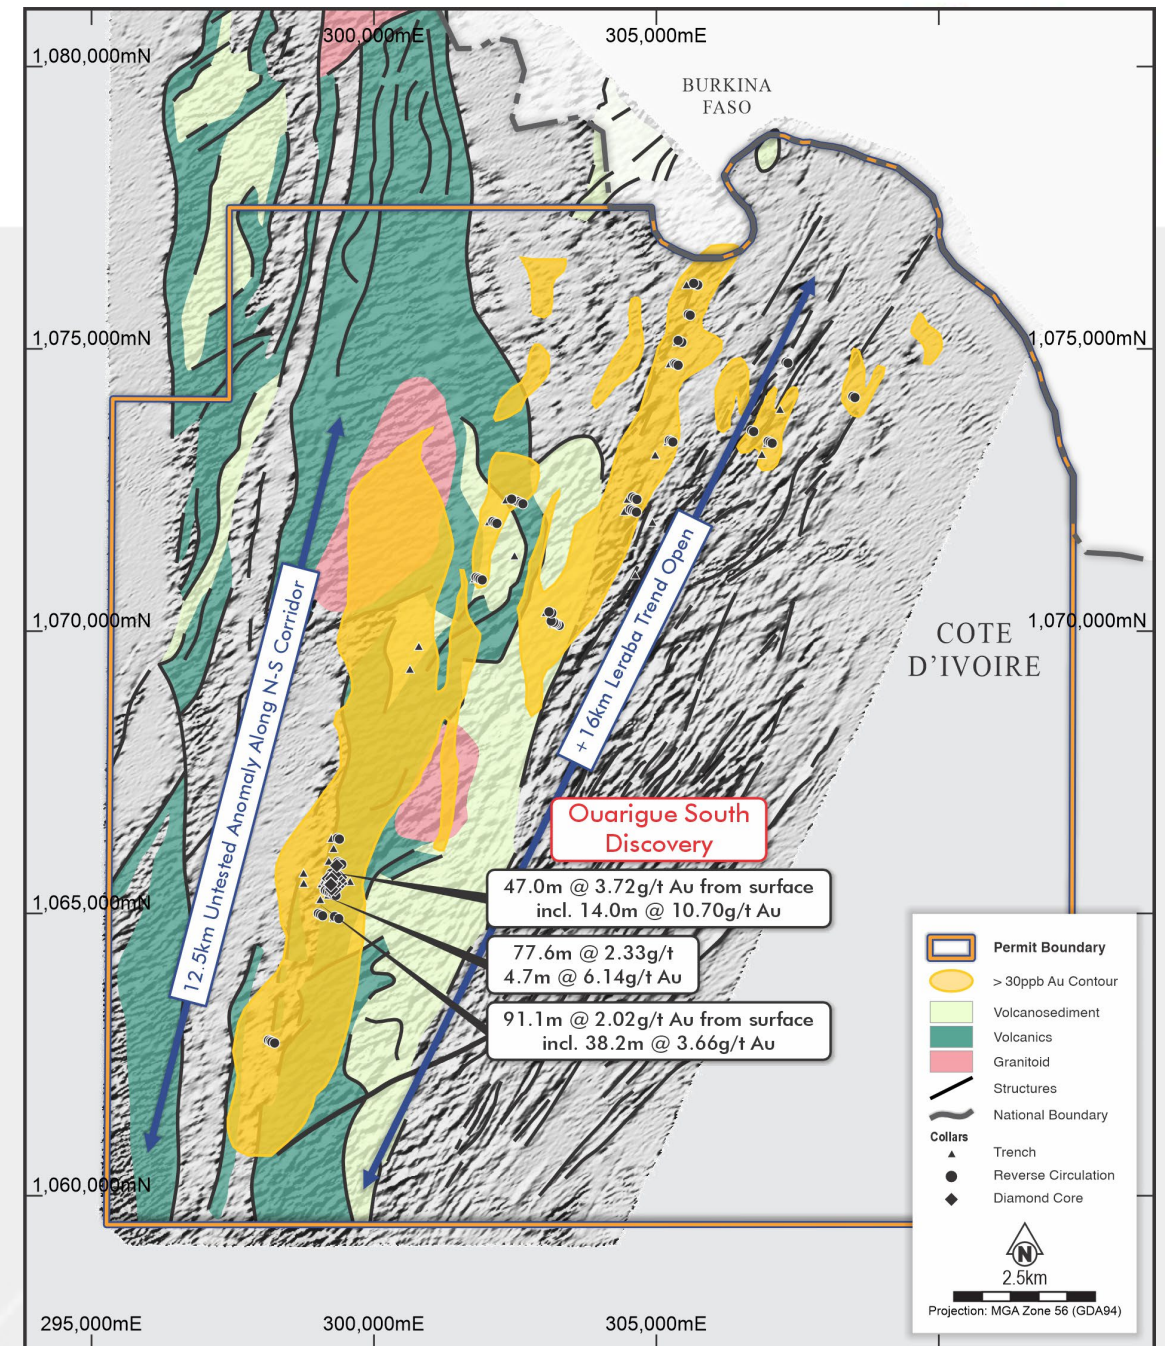 300,000mE
305,000mE
1,080,000mN
BURKINA
FASO
1,075,000mN
1,075,000mN
1,070,000mN
1,070,000mN
COTE
D'IVOIRE
12.5km Untested Anomaly Along N-S Corridor
+16km Leraba Trend Open
Ouarigue South
Discovery
47.0m @ 3.72g/t Au from surface
incl. 14.0m @ 10.70g/t Au
1,065,000mN
77.6m @ 2.33g/t
4.7m @ 6.14g/t Au
91.1m @ 2.02g/t Au from surface
incl. 38.2m @ 3.66g/t Au
1,060,000mN
Permit Boundary
> 30ppb Au Contour
Volcanosediment
Volcanics
Granitoid
Structures
National Boundary
Collars
Trench
Reverse Circulation
Diamond Core
N
2.5km
Projection: MGA Zone 56 (GDA94)
295,000mE
300,000mE
305,000mE